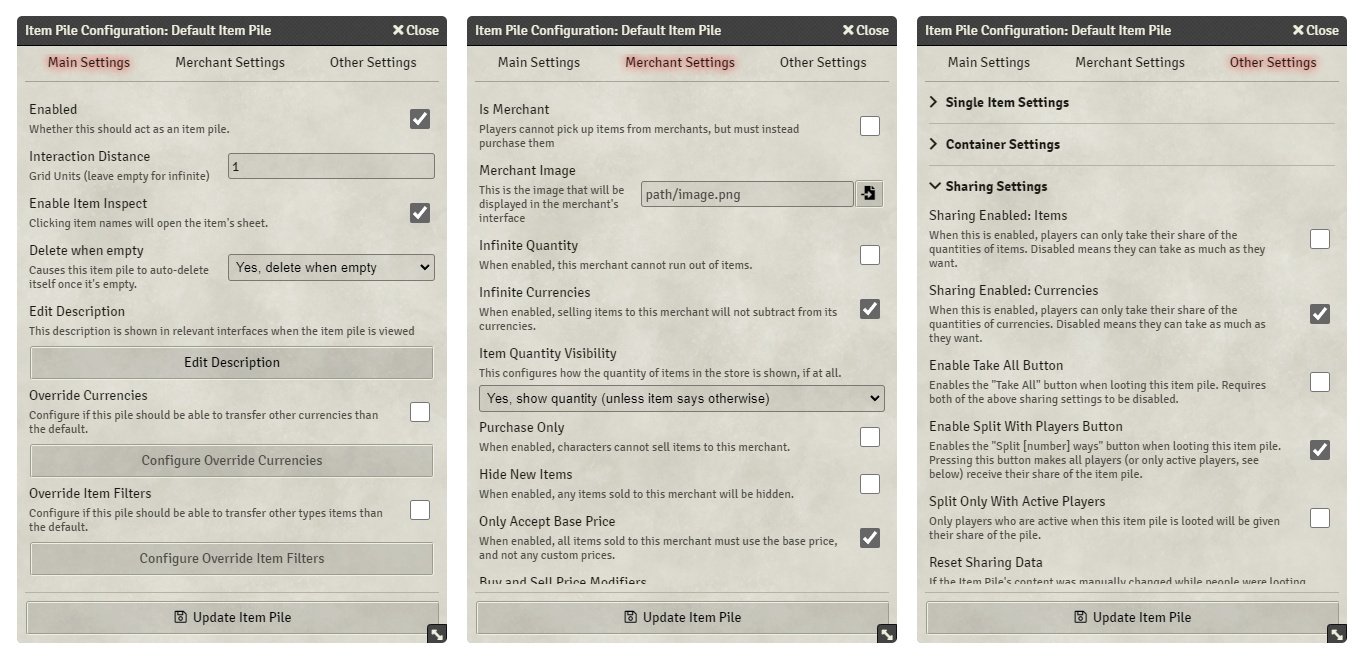 Item Pile Configuration: Default Item Pile
Close
Main Settings
Merchant Settings
Other Settings
Enabled
Whether this should act as an item pile.
Interaction Distance
Grid Units (leave empty for infinite)
1
Enable Item Inspect
Clicking item names will open the item's sheet.
Delete when empty
Causes this item pile to auto-delete
itself once it's empty.
Yes, delete when empty
Edit Description
This description is shown in relevant interfaces when the item pile is viewed
Edit Description
Override Currencies
Configure if this pile should be able to transfer other currencies than
the default.
Configure Override Currencies
Override Item Filters
Configure if this pile should be able to transfer other types items than
the default.
Configure Override Item Filters
Update Item Pile
Item Pile Configuration: Default Item Pile
Close
Main Settings
Merchant Settings
Other Settings
Is Merchant
Players cannot pick up items from merchants, but must instead
purchase them
Merchant Image
This is the image that will be
displayed in the merchant's
interface
path/image.png
Infinite Quantity
When enabled, this merchant cannot run out of items.
Infinite Currencies
When enabled, selling items to this merchant will not subtract from its
currencies.
Item Quantity Visibility
This configures how the quantity of items in the store is shown, if at all.
Yes, show quantity (unless item says otherwise)
Purchase Only
When enabled, characters cannot sell items to this merchant.
Hide New Items
When enabled, any items sold to this merchant will be hidden.
Only Accept Base Price
When enabled, all items sold to this merchant must use the base price,
and not any custom prices.
Buy and Sell Price Modifiers
Update Item Pile
Item Pile Configuration: Default Item Pile
Close
Main Settings
Merchant Settings
Other Settings
Single Item Settings
Container Settings
Sharing Settings
Sharing Enabled: Items
When this is enabled, players can only take their share of the
quantities of items. Disabled means they can take as much as they
want.
Sharing Enabled: Currencies
When this is enabled, players can only take their share of the
quantities of currencies. Disabled means they can take as much as
they want.
Enable Take All Button
Enables the "Take All" button when looting this item pile. Requires
both of the above sharing settings to be disabled.
Enable Split With Players Button
Enables the "Split [number] ways" button when looting this item pile.
Pressing this button makes all players (or only active players, see
below) receive their share of the item pile.
Split Only With Active Players
Only players who are active when this item pile is looted will be given
their share of the pile.
Reset Sharing Data
If the Item Pile's content was manually changed while people were looting
Update Item Pile